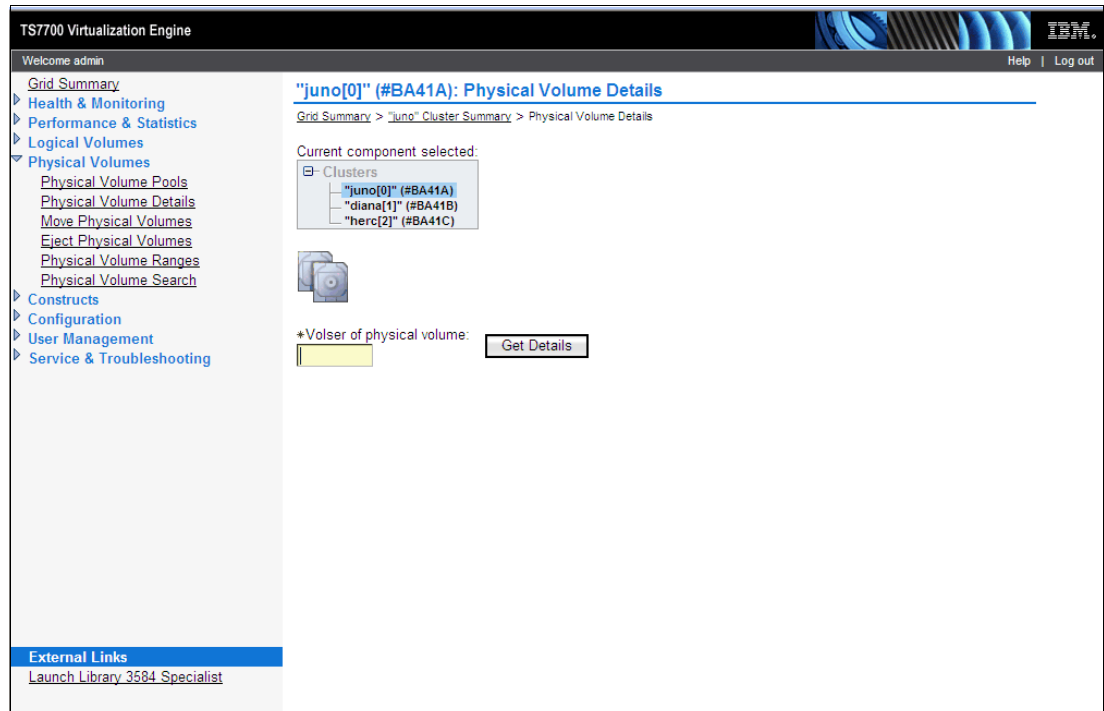 TS7700 Virtualization Engine
IBM.
Welcome admin
Help | Log out
Grid Summary
Health & Monitoring
Performance & Statistics
Logical Volumes
Physical Volumes
Physical Volume Pools
Physical Volume Details
Move Physical Volumes
Eject Physical Volumes
Physical Volume Ranges
Physical Volume Search
Constructs
Configuration
User Management
Service & Troubleshooting
External Links
Launch Library 3584 Specialist
"juno[0]" (#BA41A): Physical Volume Details
Grid Summary > "juno" Cluster Summary > Physical Volume Details
Current component selected:
Clusters
"juno[0]" (#BA41A)
"diana[1]" (#BA41B)
"herc[2]" (#BA41C)
*Volser of physical volume:
Get Details